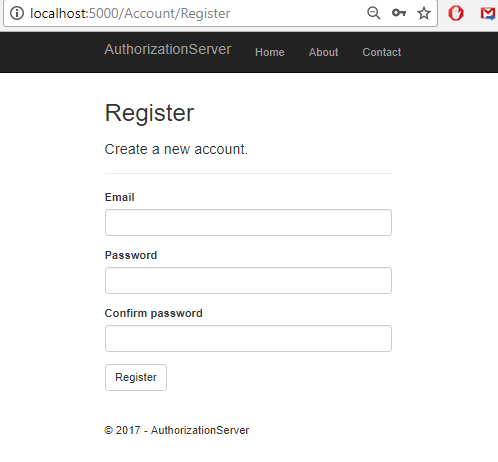 localhost:5000/Account/Register
AuthorizationServer Home About Contact
Register
Create a new account.
Email
Password
Confirm password
Register
© 2017 - AuthorizationServer